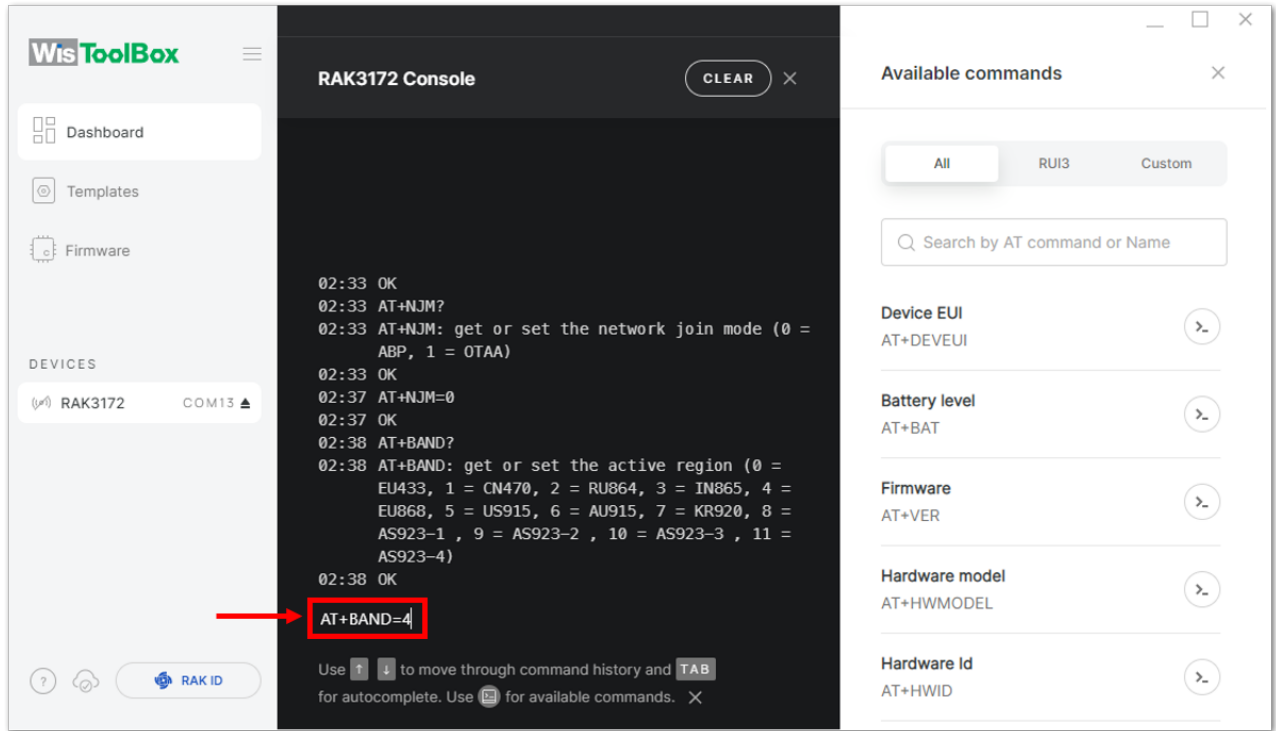 WisToolBox
Dashboard
Templates
Firmware
DEVICES
RAK3172 COM13
RAK ID
RAK3172 Console
CLEAR
02:33 OK
02:33 AT+NJM?
02:33 AT+NJM: get or set the network join mode (0 =
ABP, 1 = OTAA)
02:33 OK
02:37 AT+NJM=0
02:37 OK
02:38 AT+BAND?
02:38 AT+BAND: get or set the active region (0 =
EU433, 1 = CN470, 2 = RU864, 3 = IN865, 4 =
EU868, 5 = US915, 6 = AU915, 7 = KR920, 8 =
AS923-1 , 9 = AS923-2 , 10 = AS923-3 , 11 =
AS923-4)
02:38 OK
AT+BAND=4
Use ↑ ↓ to move through command history and TAB
for autocomplete. Use for available commands.
Available commands
All RUI3 Custom
Search by AT command or Name
Device EUI
AT+DEVEUI
Battery level
AT+BAT
Firmware
AT+VER
Hardware model
AT+HWMODEL
Hardware Id
AT+HWID